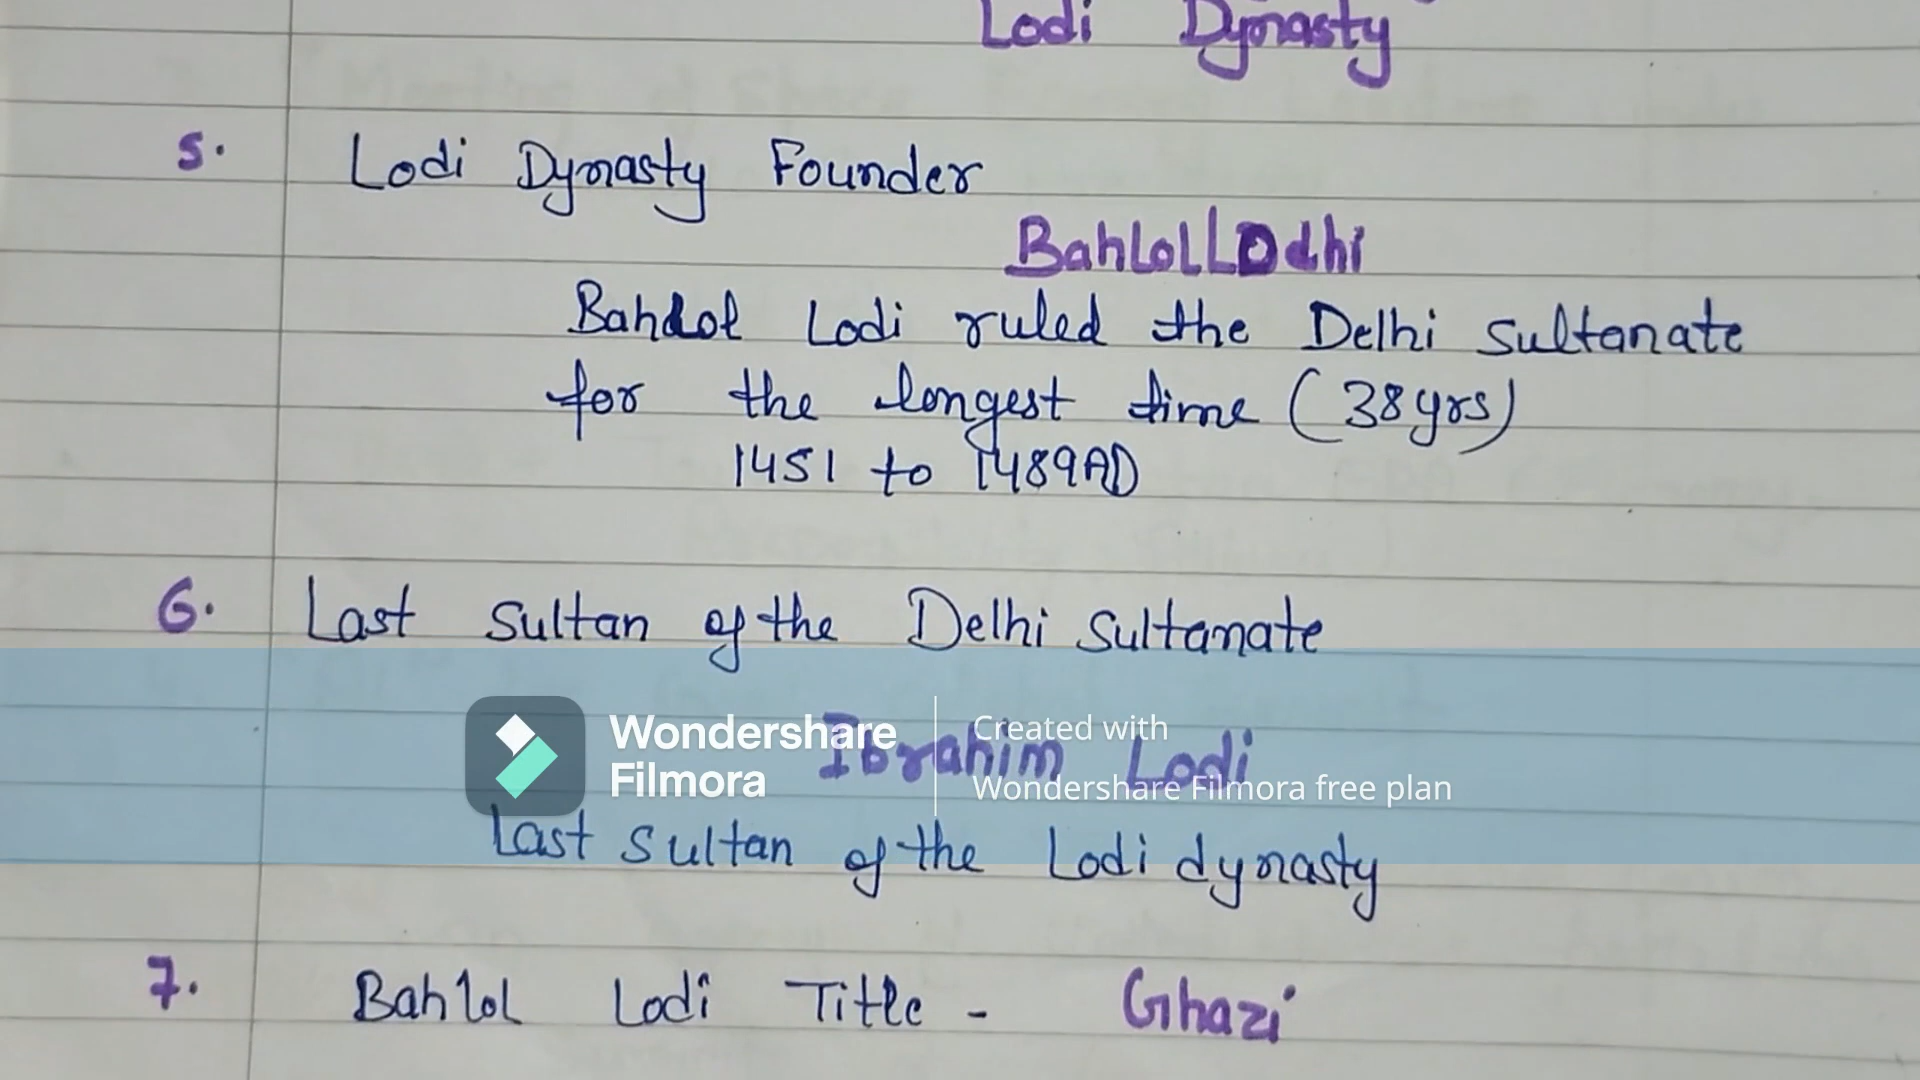 Lodi Dynasty
5. Lodi Dynasty Founder
BahLolLOdhi
Bahlol Lodi ruled the Delhi Sultanate
for the longest time (38yrs)
1451 to 1489AD
6. Last Sultan of the Delhi Sultanate
Wondershare
Filmora
Created with
Wondershare Filmora free plan
Ibrahim Lodi
Last Sultan of the Lodi dynasty
7. Bahlol Lodi Title - Ghazi